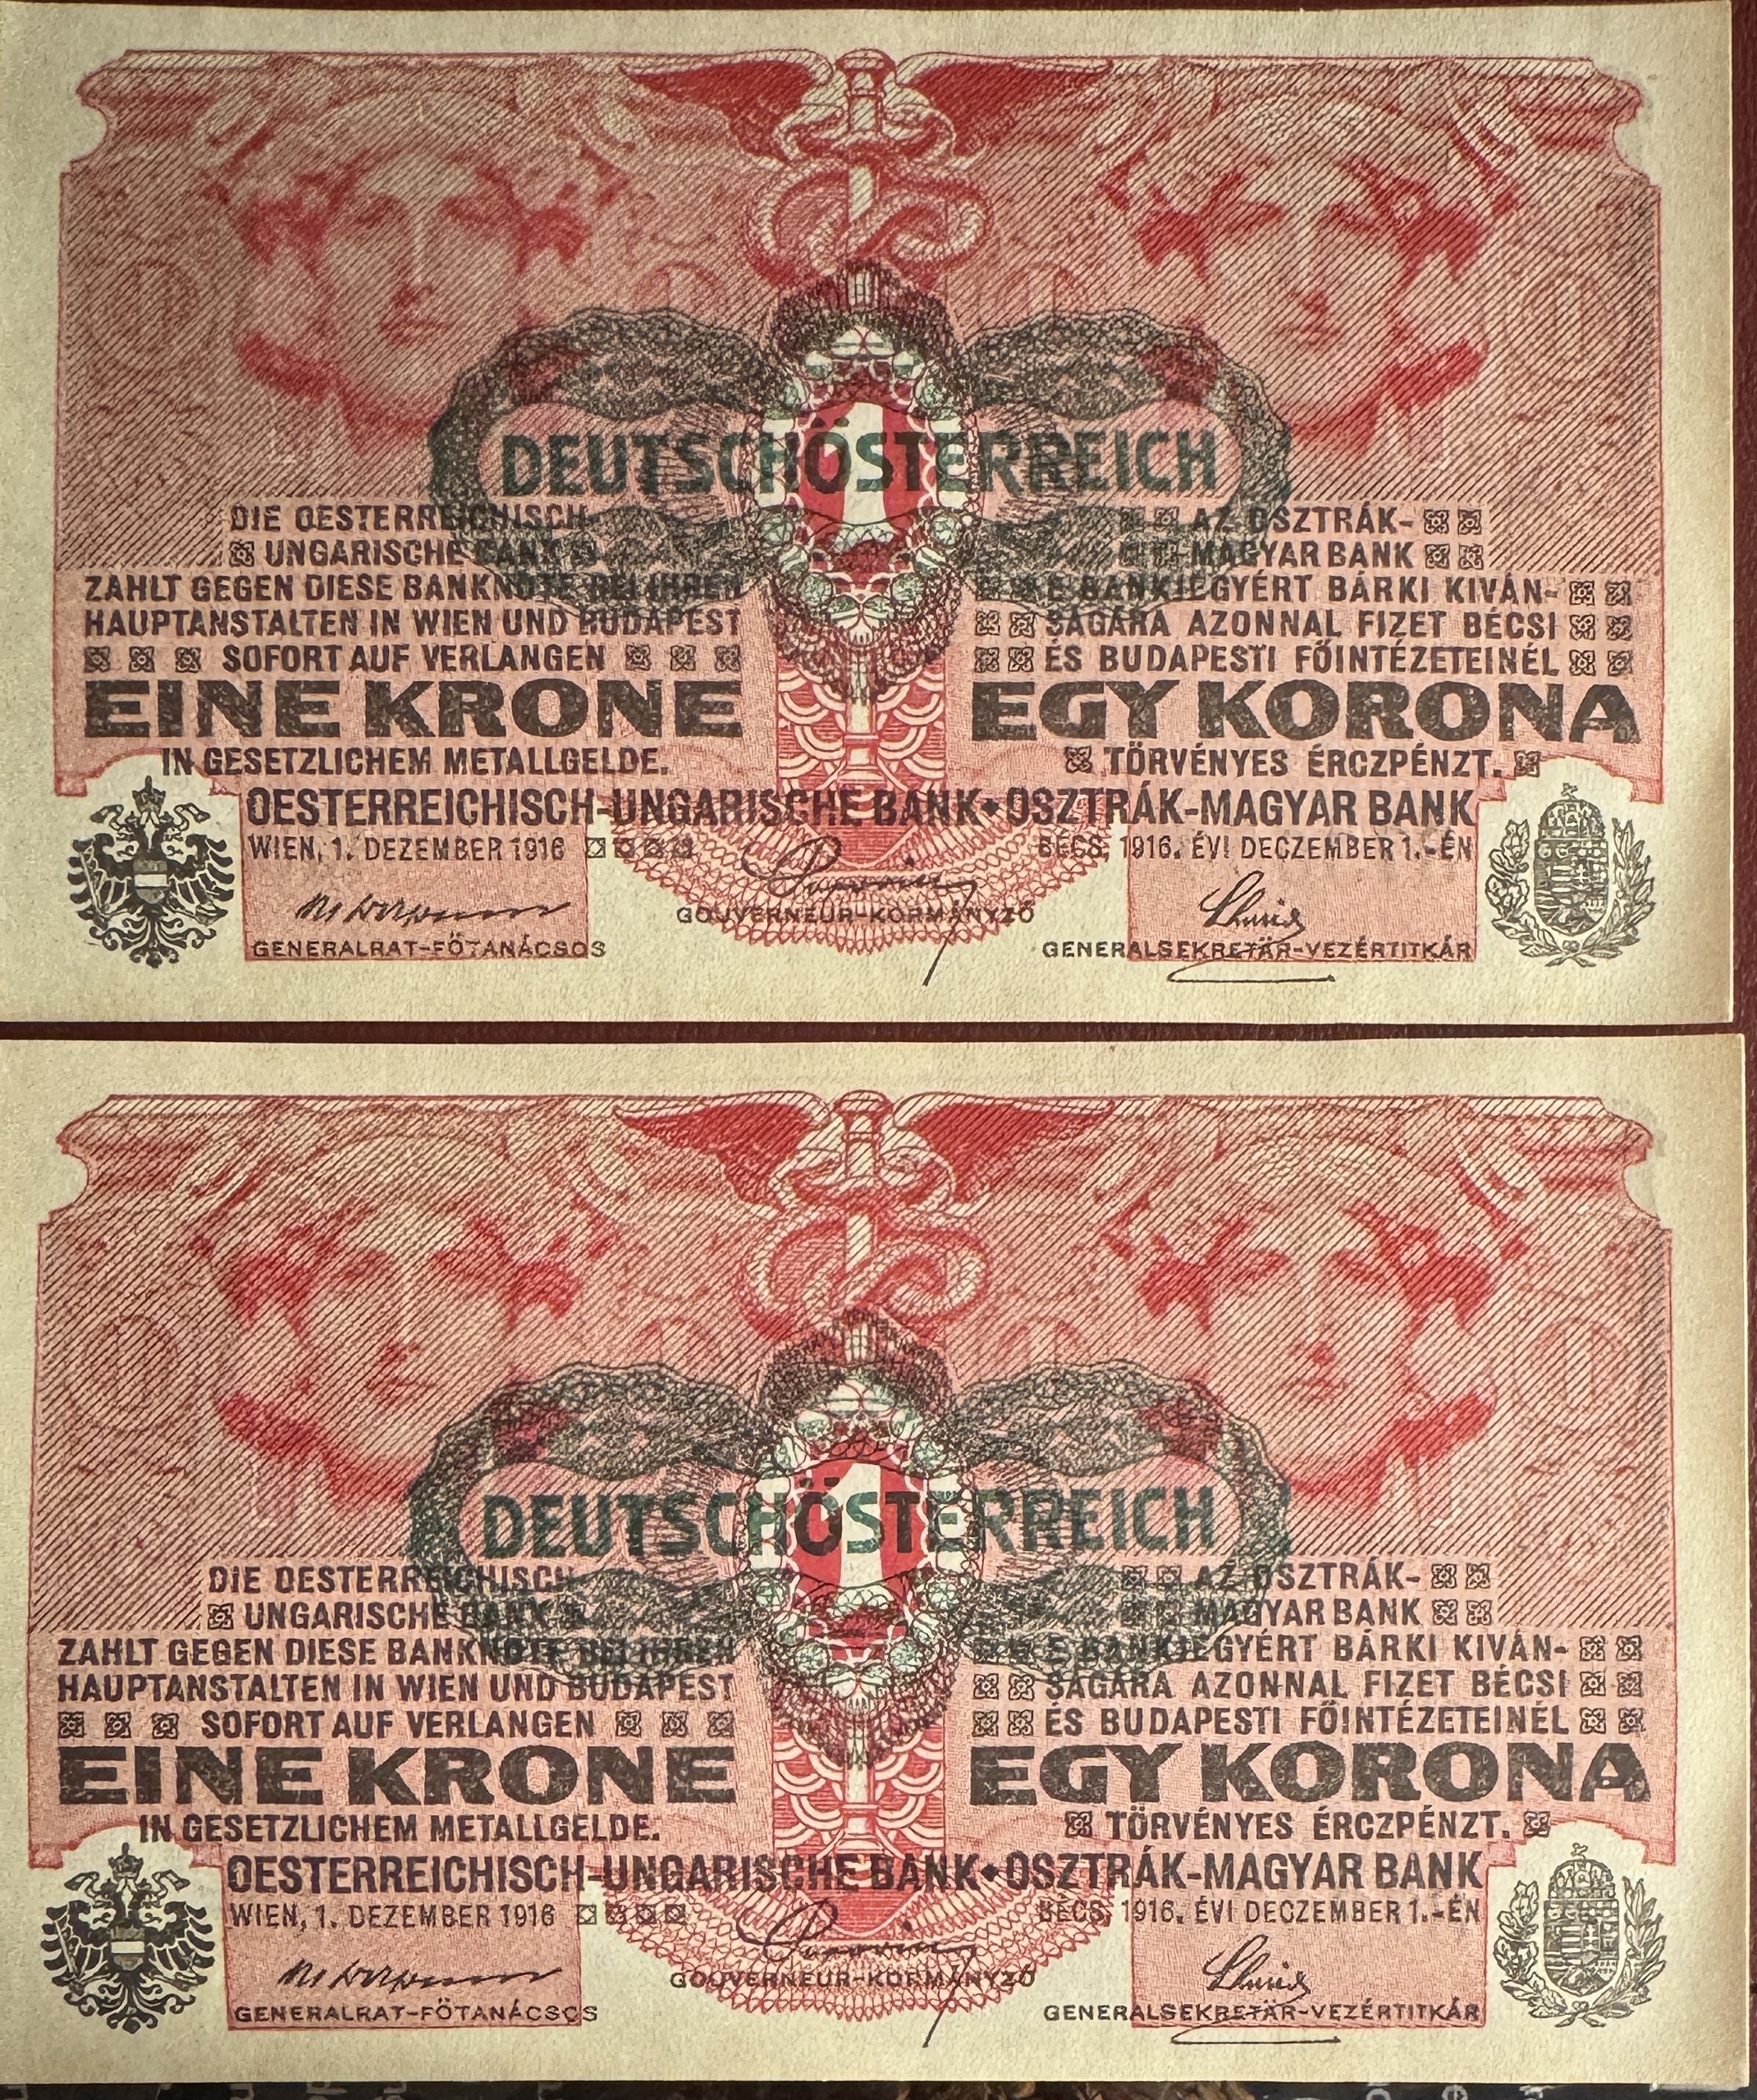 1
DEUTSCHÖSTERREICH
DIE OESTERREICHISCH-
UNGARISCHE BANK
ZAHLT GEGEN DIESE BANKNOTE BEI IHREN
HAUPTANSTALTEN IN WIEN UND BUDAPEST
SOFORT AUF VERLANGEN
EINE KRONE
IN GESETZLICHEM METALLGELDE.
AZ OSZTRÁK-
MAGYAR BANK
E BANKJEGYÉRT BÁRKI KIVÁN-
SÁGÁRA AZONNAL FIZET BÉCSI
ÉS BUDAPESTI FŐINTÉZETEINÉL
EGY KORONA
TÖRVÉNYES ÉRCZPÉNZT.
OESTERREICHISCH-UNGARISCHE BANK • OSZTRÁK-MAGYAR BANK
WIEN, 1. DEZEMBER 1916
BÉCS, 1916. ÉVI DECZEMBER 1.-ÉN
GENERALRAT-FŐTANÁCSOS
GOUVERNEUR-KORMÁNYZÓ
GENERALSEKRETÄR-VEZÉRTITKÁR
1
DEUTSCHÖSTERREICH
DIE OESTERREICHISCH-
UNGARISCHE BANK
ZAHLT GEGEN DIESE BANKNOTE BEI IHREN
HAUPTANSTALTEN IN WIEN UND BUDAPEST
SOFORT AUF VERLANGEN
EINE KRONE
IN GESETZLICHEM METALLGELDE.
AZ OSZTRÁK-
MAGYAR BANK
E BANKJEGYÉRT BÁRKI KIVÁN-
SÁGÁRA AZONNAL FIZET BÉCSI
ÉS BUDAPESTI FŐINTÉZETEINÉL
EGY KORONA
TÖRVÉNYES ÉRCZPÉNZT.
OESTERREICHISCH-UNGARISCHE BANK • OSZTRÁK-MAGYAR BANK
WIEN, 1. DEZEMBER 1916
BÉCS, 1916. ÉVI DECZEMBER 1.-ÉN
GENERALRAT-FŐTANÁCSOS
GOUVERNEUR-KORMÁNYZÓ
GENERALSEKRETÄR-VEZÉRTITKÁR